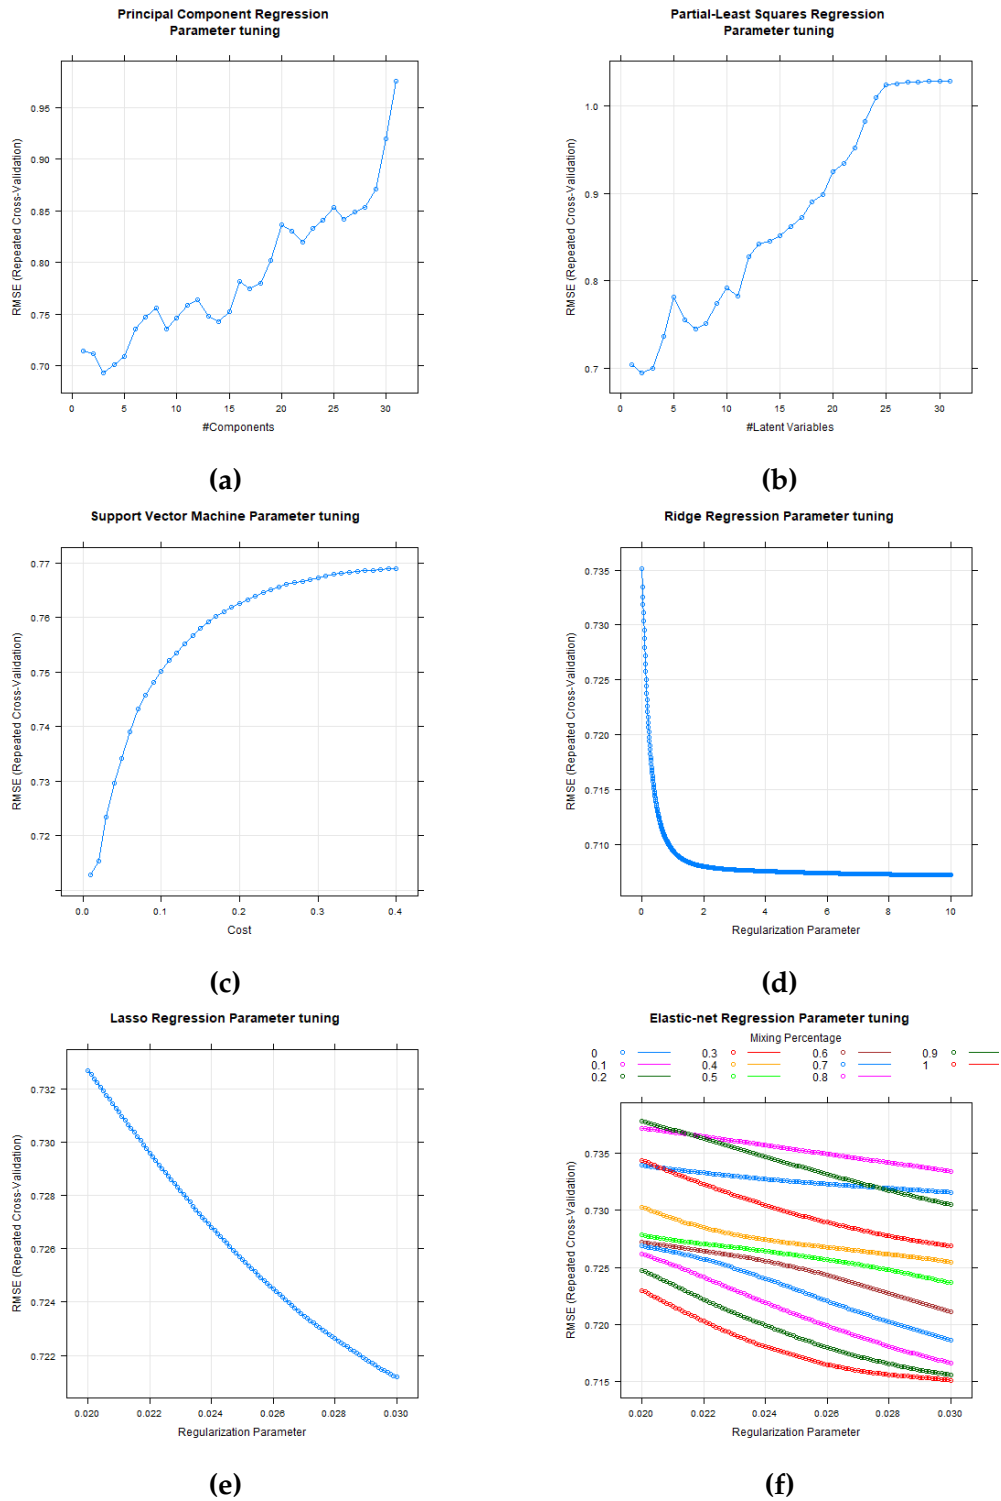 Principal Component Regression
Parameter tuning
0.95
0.90
0.85
0.80
0.75
0.70
RMSE (Repeated Cross-Validation)
0 5 10 15 20 25 30
#Components
(a)
Partial-Least Squares Regression
Parameter tuning
1.0
0.9
0.8
0.7
RMSE (Repeated Cross-Validation)
0 5 10 15 20 25 30
#Latent Variables
(b)
Support Vector Machine Parameter tuning
0.77
0.76
0.75
0.74
0.73
0.72
RMSE (Repeated Cross-Validation)
0.0 0.1 0.2 0.3 0.4
Cost
(c)
Ridge Regression Parameter tuning
0.735
0.730
0.725
0.720
0.715
0.710
RMSE (Repeated Cross-Validation)
0 2 4 6 8 10
Regularization Parameter
(d)
Lasso Regression Parameter tuning
0.732
0.730
0.728
0.726
0.724
0.722
RMSE (Repeated Cross-Validation)
0.020 0.022 0.024 0.026 0.028 0.030
Regularization Parameter
(e)
Elastic-net Regression Parameter tuning
Mixing Percentage
0 0.3 0.6 0.9
0.1 0.4 0.7 1
0.2 0.5 0.8
0.735
0.730
0.725
0.720
0.715
RMSE (Repeated Cross-Validation)
0.020 0.022 0.024 0.026 0.028 0.030
Regularization Parameter
(f)